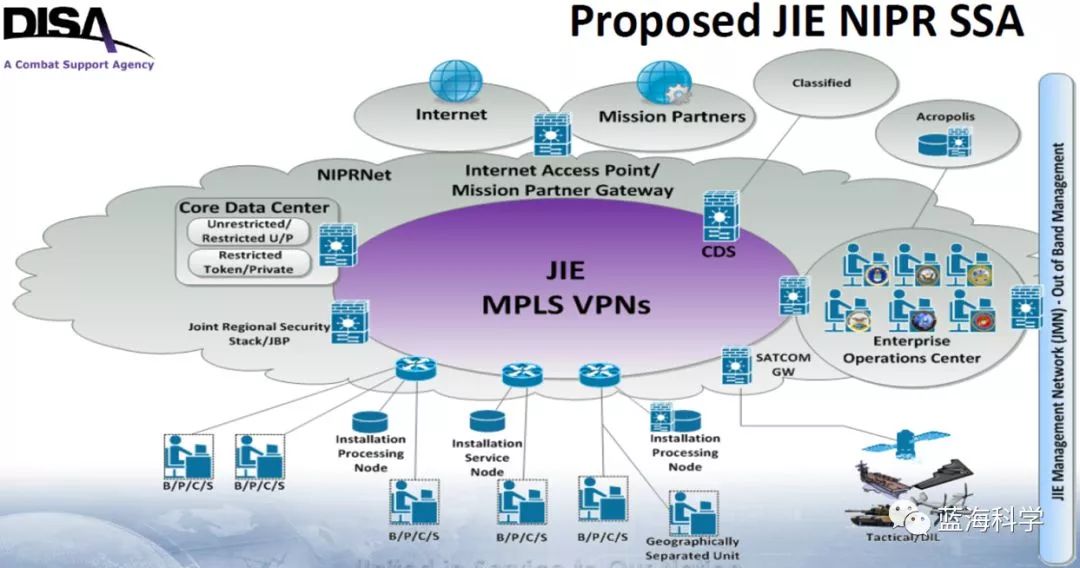 DISA
A Combat Support Agency
Proposed JIE NIPR SSA
Internet
Mission Partners
Classified
Acropolis
NIPRNet
Internet Access Point/
Mission Partner Gateway
Core Data Center
Unrestricted/
Restricted U/P
Restricted
Token/Private
CDS
JIE
MPLS VPNs
Joint Regional Security
Stack/JBP
Enterprise
Operations Center
SATCOM
GW
JIE Management Network (JMN) - Out of Band Management
Installation
Processing
Node
Installation
Service
Node
Installation
Processing
Node
B/P/C/S
B/P/C/S
B/P/C/S
B/P/C/S
B/P/C/S
Geographically
Separated Unit
Tactical/DIL
蓝海科学
United in Service to Our Nation